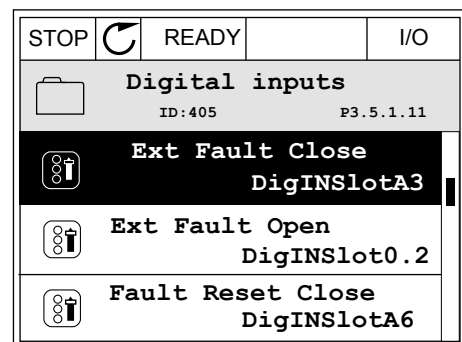 STOP READY I/O
Digital inputs
ID:405 P3.5.1.11
Ext Fault Close
DigINSlotA3
Ext Fault Open
DigINSlot0.2
Fault Reset Close
DigINSlotA6